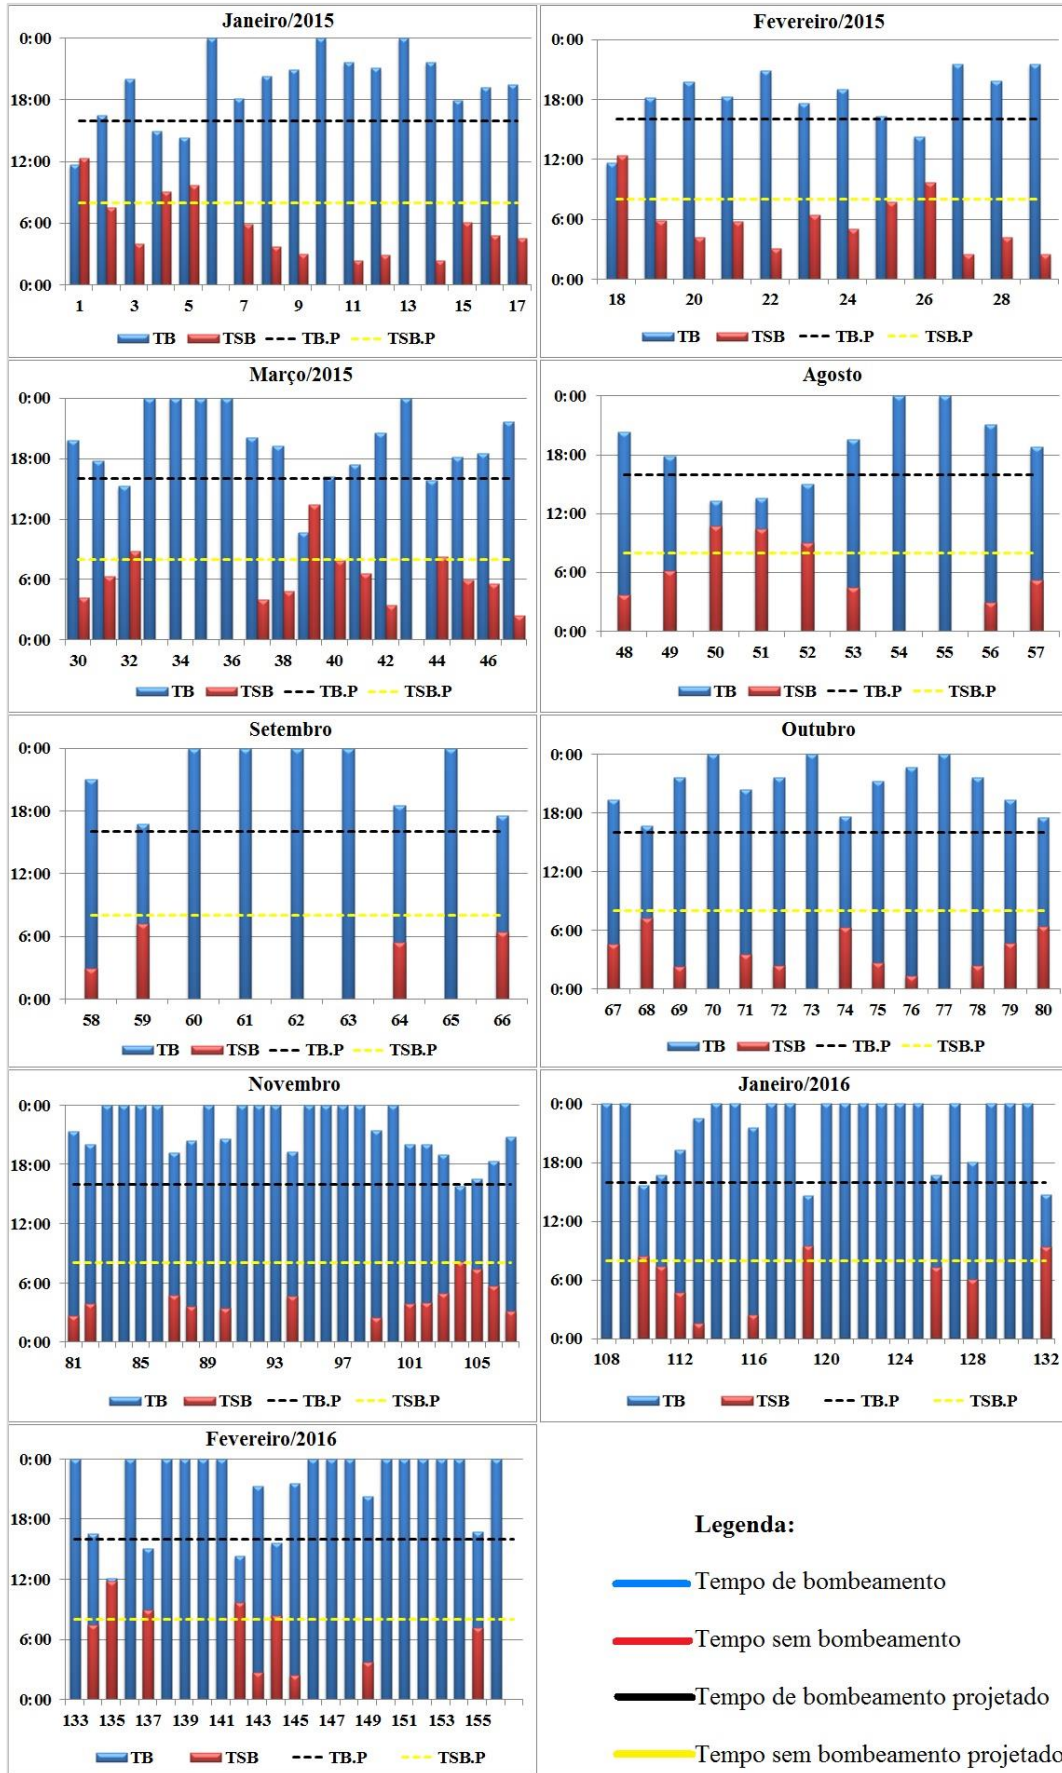 Janeiro/2015
0:00
18:00
12:00
6:00
0:00
1 3 5 7 9 11 13 15 17
TB TSB TB.P TSB.P
Fevereiro/2015
0:00
18:00
12:00
6:00
0:00
18 20 22 24 26 28
TB TSB TB.P TSB.P
Março/2015
0:00
18:00
12:00
6:00
0:00
30 32 34 36 38 40 42 44 46
TB TSB TB.P TSB.P
Agosto
0:00
18:00
12:00
6:00
0:00
48 49 50 51 52 53 54 55 56 57
TB TSB TB.P TSB.P
Setembro
0:00
18:00
12:00
6:00
0:00
58 59 60 61 62 63 64 65 66
TB TSB TB.P TSB.P
Outubro
0:00
18:00
12:00
6:00
0:00
67 68 69 70 71 72 73 74 75 76 77 78 79 80
TB TSB TB.P TSB.P
Novembro
0:00
18:00
12:00
6:00
0:00
81 85 89 93 97 101 105
TB TSB TB.P TSB.P
Janeiro/2016
0:00
18:00
12:00
6:00
0:00
108 112 116 120 124 128 132
TB TSB TB.P TSB.P
Fevereiro/2016
0:00
18:00
12:00
6:00
0:00
133 135 137 139 141 143 145 147 149 151 153 155
TB TSB TB.P TSB.P
Legenda:
Tempo de bombeamento
Tempo sem bombeamento
Tempo de bombeamento projetado
Tempo sem bombeamento projetado